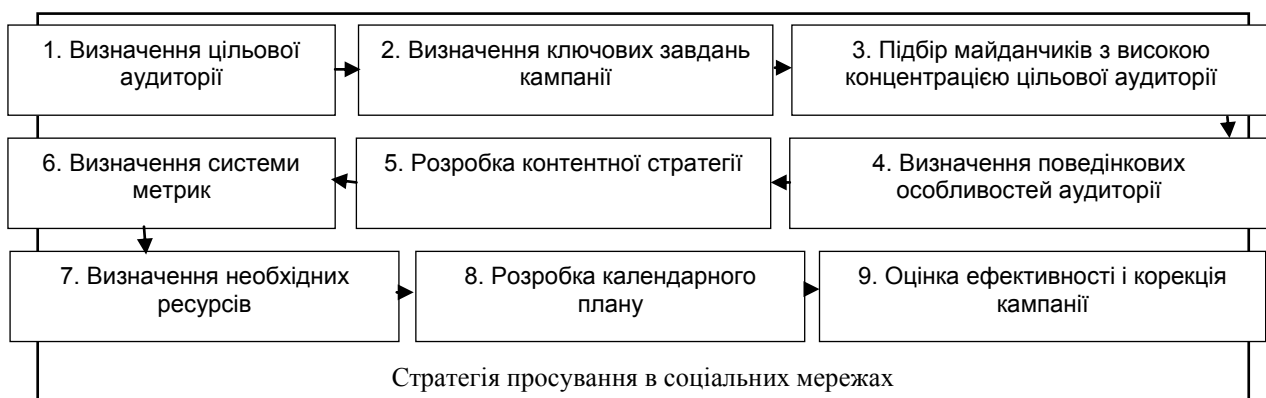 1. Визначення цільової
аудиторії
2. Визначення ключових завдань
кампанії
3. Підбір майданчиків з високою
концентрацією цільової аудиторії
6. Визначення системи
метрик
5. Розробка контентної стратегії
4. Визначення поведінкових
особливостей аудиторії
7. Визначення необхідних
ресурсів
8. Розробка календарного
плану
9. Оцінка ефективності і корекція
кампанії
Стратегія просування в соціальних мережах